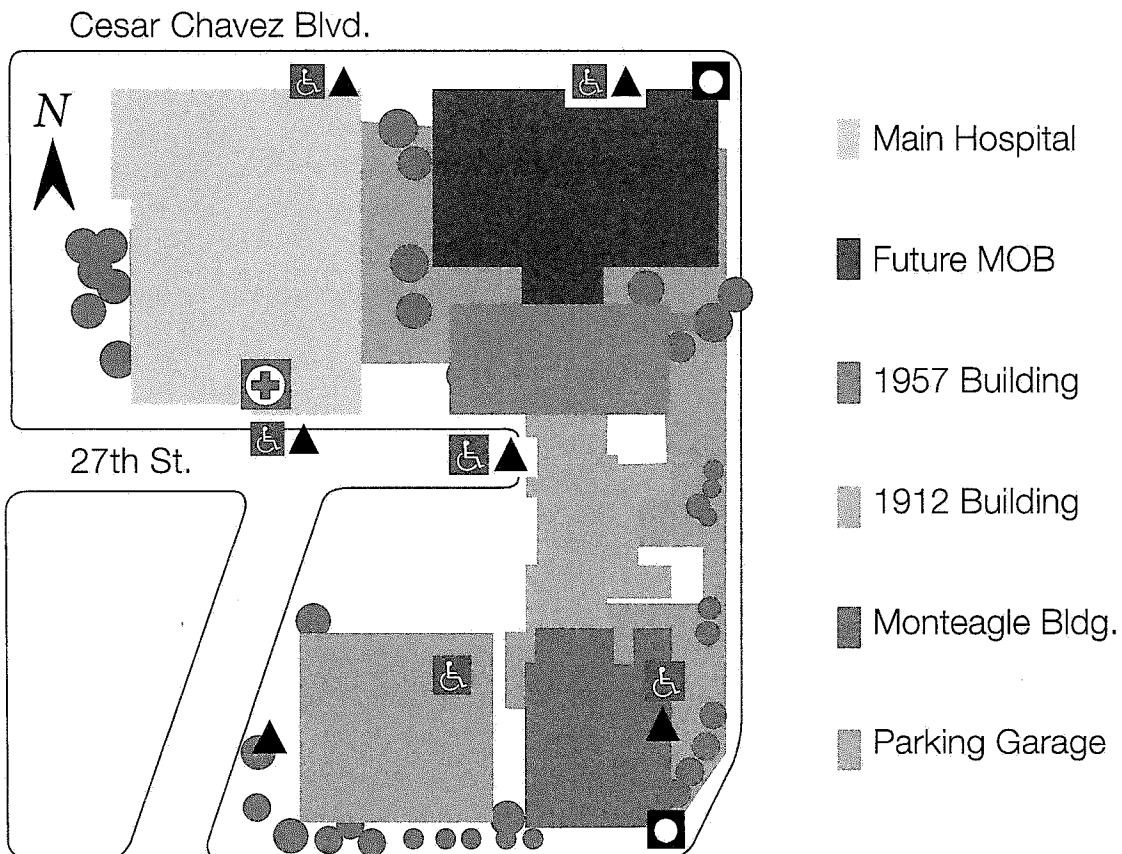 Cesar Chavez Blvd.
N
27th St.
Main Hospital
Future MOB
1957 Building
1912 Building
Monteagle Bldg.
Parking Garage